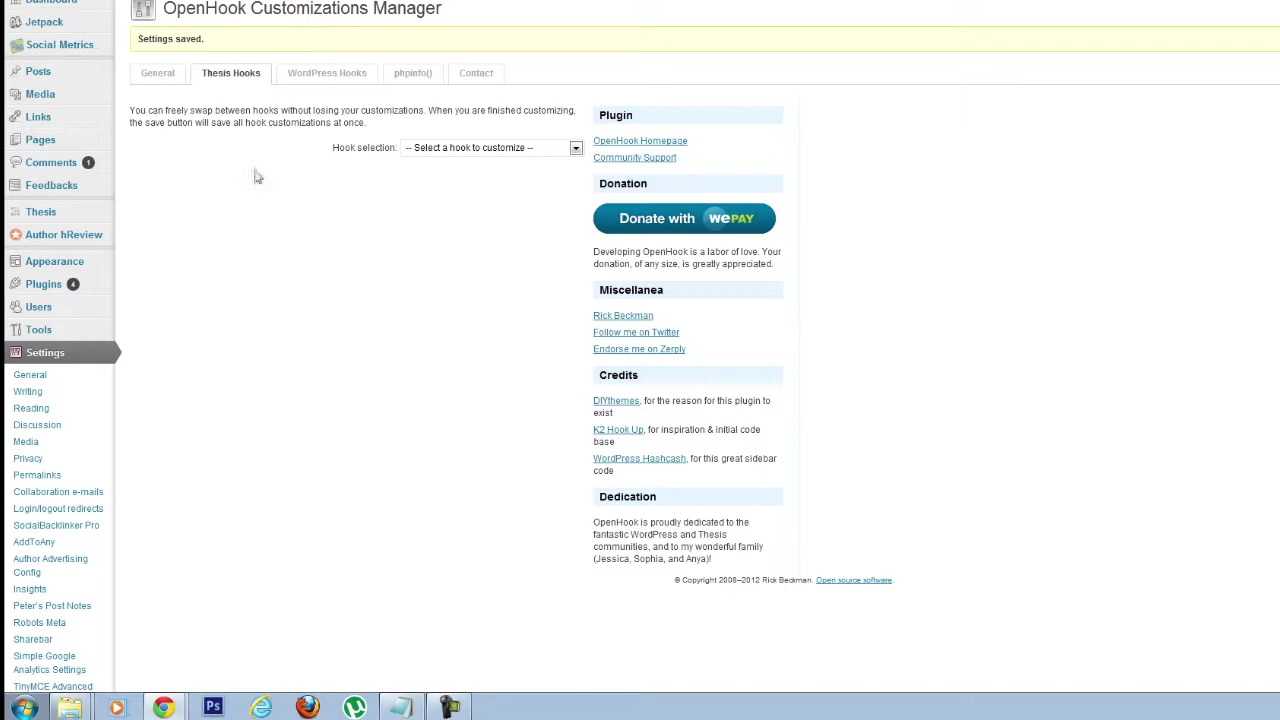 Dashboard
OpenHook Customizations Manager
Jetpack
Social Metrics
Settings saved.
Posts
Media
Links
Pages
Comments 1
Feedbacks
Thesis
Author hReview
Appearance
Plugins 4
Users
Tools
Settings
General
Writing
Reading
Discussion
Media
Privacy
Permalinks
Collaboration e-mails
Login/logout redirects
SocialBacklinker Pro
AddToAny
Author Advertising
Config
Insights
Peter's Post Notes
Robots Meta
Sharebar
Simple Google
Analytics Settings
TinyMCE Advanced
General Thesis Hooks WordPress Hooks phpinfo() Contact
You can freely swap between hooks without losing your customizations. When you are finished customizing,
the save button will save all hook customizations at once.
Hook selection: -- Select a hook to customize --
Plugin
OpenHook Homepage
Community Support
Donation
Donate with wePAY
Developing OpenHook is a labor of love. Your
donation, of any size, is greatly appreciated.
Miscellanea
Rick Beckman
Follow me on Twitter
Endorse me on Zerply
Credits
DIYthemes, for the reason for this plugin to
exist
K2 Hook Up, for inspiration & initial code
base
WordPress Hashcash, for this great sidebar
code
Dedication
OpenHook is proudly dedicated to the
fantastic WordPress and Thesis
communities, and to my wonderful family
(Jessica, Sophia, and Anya)!
© Copyright 2008–2012 Rick Beckman. Open source software.
Ps